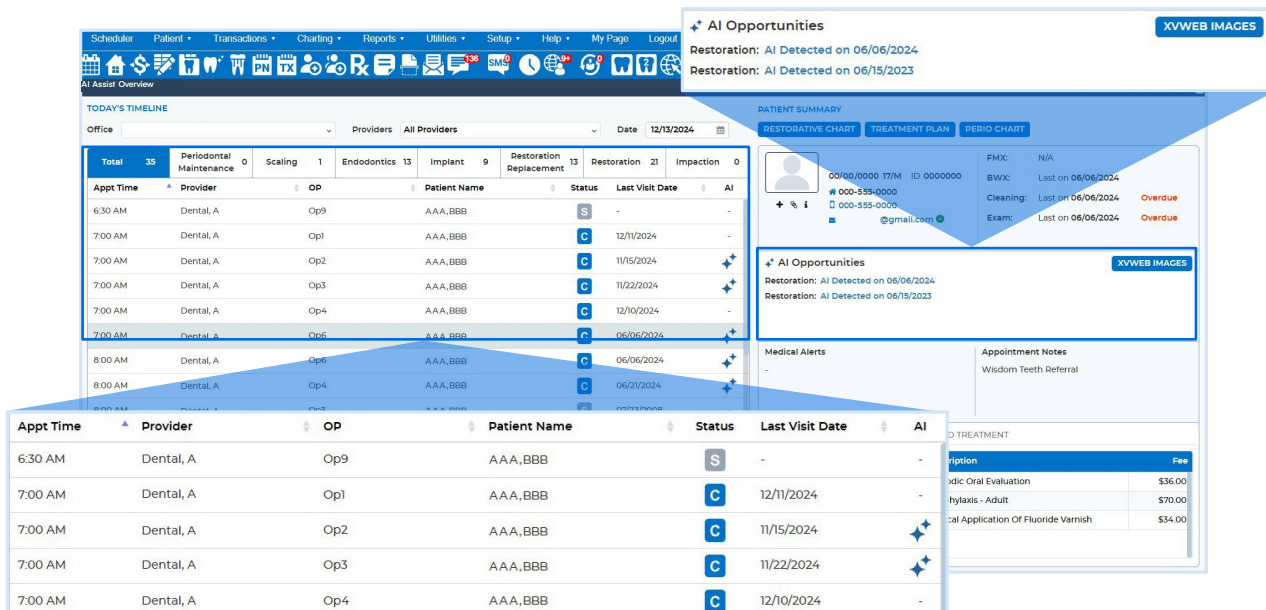 Scheduler Patient Transactions Charting Reports Utilities Setup Help My Page Logout
PN TX 136 SMS 0 9+ 0
AI Assist Overview
TODAY'S TIMELINE
Office Providers All Providers Date 12/13/2024
Total 35 Periodontal Maintenance 0 Scaling 1 Endodontics 13 Implant 9 Restoration Replacement 13 Restoration 21 Impaction 0
Appt Time Provider OP Patient Name Status Last Visit Date AI
6:30 AM Dental, A Op9 AAA,BBB S - -
7:00 AM Dental, A Op1 AAA,BBB C 12/11/2024 -
7:00 AM Dental, A Op2 AAA,BBB C 11/15/2024
7:00 AM Dental, A Op3 AAA,BBB C 11/22/2024
7:00 AM Dental, A Op4 AAA,BBB C 12/10/2024 -
7:00 AM Dental, A Op6 AAA,BBB C 06/06/2024
8:00 AM Dental, A Op6 AAA,BBB C 06/06/2024
8:00 AM Dental, A Op4 AAA,BBB C 06/21/2024
AI Opportunities XVWEB IMAGES
Restoration: AI Detected on 06/06/2024
Restoration: AI Detected on 06/15/2023
PATIENT SUMMARY
RESTORATIVE CHART TREATMENT PLAN PERIO CHART
00/00/0000 17/M ID 0000000
000-555-0000
000-555-0000
@gmail.com
FMX: N/A
BWX: Last on 06/06/2024
Cleaning: Last on 06/06/2024 Overdue
Exam: Last on 06/06/2024 Overdue
AI Opportunities XVWEB IMAGES
Restoration: AI Detected on 06/06/2024
Restoration: AI Detected on 06/15/2023
Medical Alerts
-
Appointment Notes
Wisdom Teeth Referral
TREATMENT
Fee
Oral Evaluation $36.00
- Adult $70.00
Application Of Fluoride Varnish $34.00
Appt Time Provider OP Patient Name Status Last Visit Date AI
6:30 AM Dental, A Op9 AAA,BBB S - -
7:00 AM Dental, A Op1 AAA,BBB C 12/11/2024 -
7:00 AM Dental, A Op2 AAA,BBB C 11/15/2024
7:00 AM Dental, A Op3 AAA,BBB C 11/22/2024
7:00 AM Dental, A Op4 AAA,BBB C 12/10/2024 -